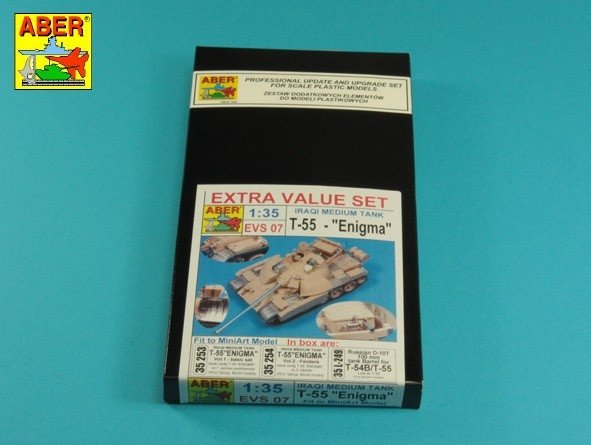 ABER
ABER
PROFESSIONAL UPDATE AND UPGRADE SET
FOR SCALE PLASTIC MODELS
ZESTAW DODATKOWYCH ELEMENTÓW
DO MODELI PLASTIKOWYCH
EXTRA VALUE SET
ABER
1:35
EVS 07
IRAQI MEDIUM TANK
T-55 - "Enigma"
Fit to MiniArt Model
In box are:
35 253
IRAQI MEDIUM TANK
T-55"ENIGMA"
Vol.1 - basic set
35 254
IRAQI MEDIUM TANK
T-55"ENIGMA"
Vol.2 - Fenders
35 L-249
Russian D-10T
100 mm
tank Barrel for
T-54B/T-55
ABER
1:35
EVS 07
IRAQI MEDIUM TANK
T-55 "Enigma"
Fit to MiniArt Model